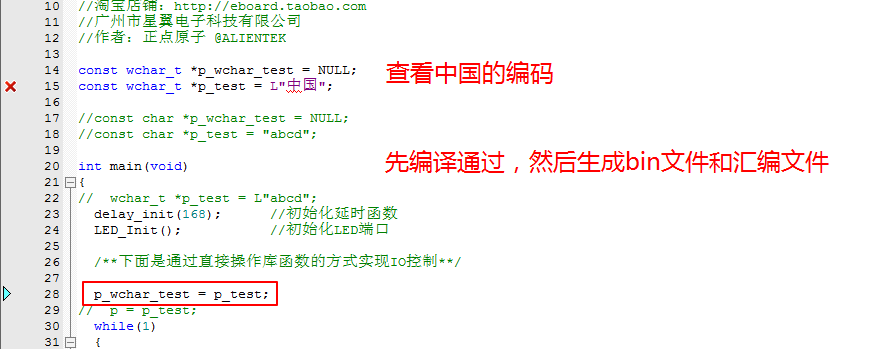 10 //淘宝店铺：http://eboard.taobao.com
11 //广州市星翼电子科技有限公司
12 //作者：正点原子 @ALIENTEK
13
14 const wchar_t *p_wchar_test = NULL;
15 const wchar_t *p_test = L"中国";
查看中国的编码
16
17 //const char *p_wchar_test = NULL;
18 //const char *p_test = "abcd";
19
20 int main(void)
先编译通过，然后生成bin文件和汇编文件
21 {
22 //  wchar_t *p_test = L"abcd";
23   delay_init(168);      //初始化延时函数
24   LED_Init();           //初始化LED端口
25
26   /**下面是通过直接操作库函数的方式实现IO控制**/
27
28   p_wchar_test = p_test;
29 //  p = p_test;
30   while(1)
31   {